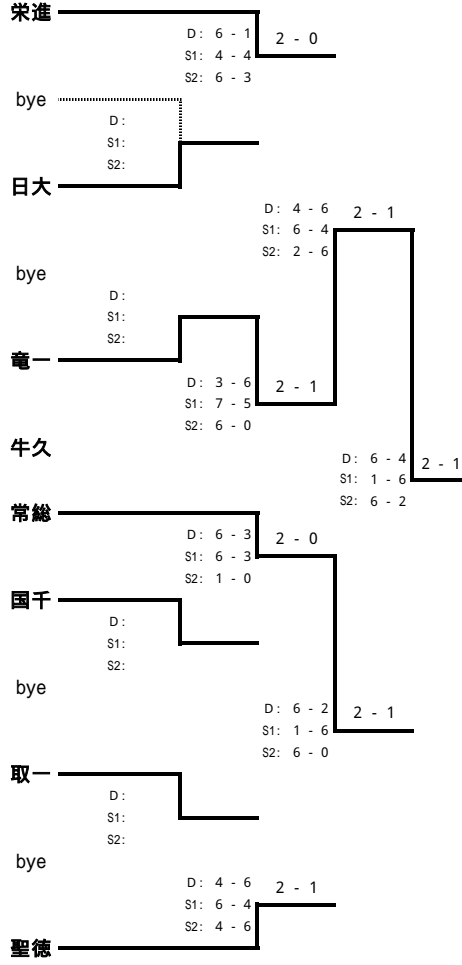 栄進
D: 6 - 1
S1: 4 - 4
S2: 6 - 3
2 - 0
bye
D:
S1:
S2:
日大
D: 4 - 6
S1: 6 - 4
S2: 2 - 6
2 - 1
bye
D:
S1:
S2:
竜一
D: 3 - 6
S1: 7 - 5
S2: 6 - 0
2 - 1
牛久
D: 6 - 4
S1: 1 - 6
S2: 6 - 2
2 - 1
常総
D: 6 - 3
S1: 6 - 3
S2: 1 - 0
2 - 0
国千
D:
S1:
S2:
bye
D: 6 - 2
S1: 1 - 6
S2: 6 - 0
2 - 1
取一
D:
S1:
S2:
bye
D: 4 - 6
S1: 6 - 4
S2: 4 - 6
2 - 1
聖徳